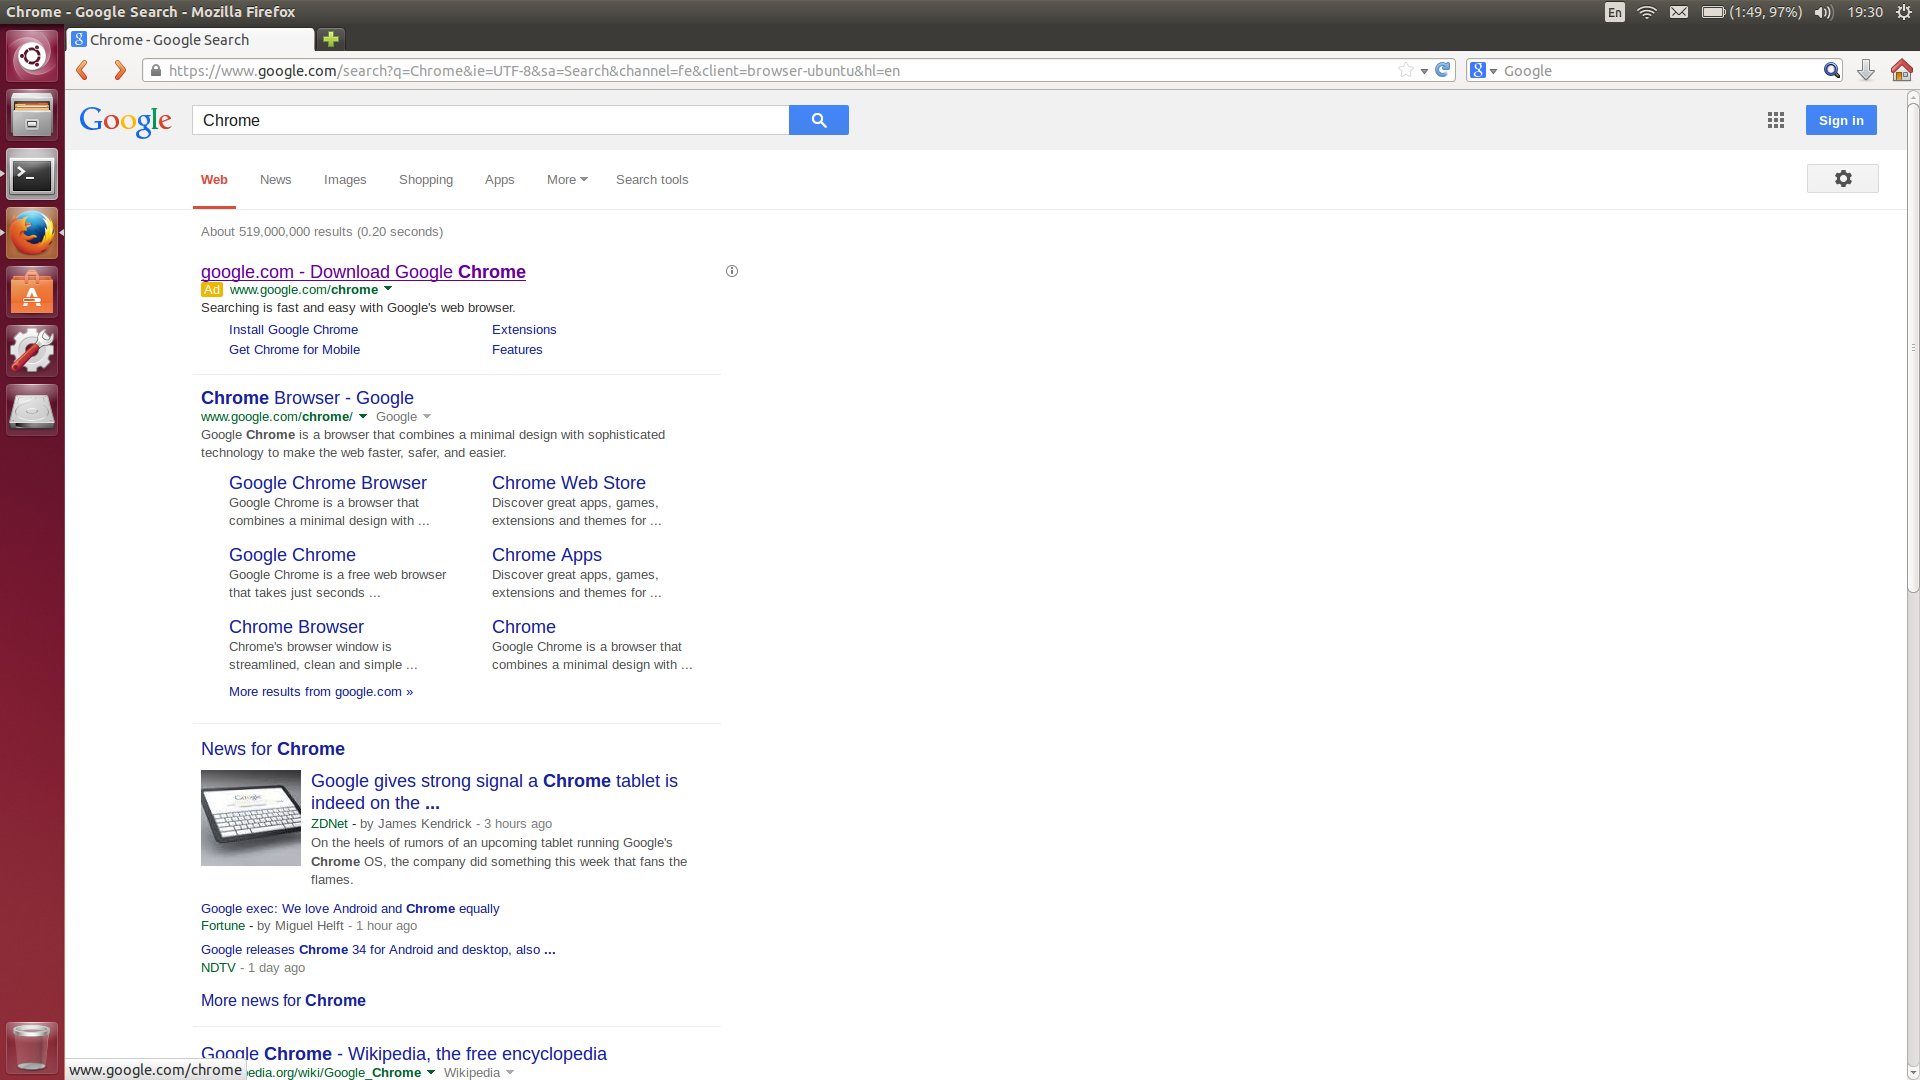 Chrome - Google Search - Mozilla Firefox
En
(1:49, 97%)
19:30
Chrome - Google Search
https://www.google.com/search?q=Chrome&ie=UTF-8&sa=Search&channel=fe&client=browser-ubuntu&hl=en
Google
Google
Chrome
Sign in
Web News Images Shopping Apps More Search tools
About 519,000,000 results (0.20 seconds)
google.com - Download Google Chrome
Ad www.google.com/chrome
Searching is fast and easy with Google's web browser.
Install Google Chrome Extensions
Get Chrome for Mobile Features
Chrome Browser - Google
www.google.com/chrome/ Google
Google Chrome is a browser that combines a minimal design with sophisticated
technology to make the web faster, safer, and easier.
Google Chrome Browser
Google Chrome is a browser that
combines a minimal design with ...
Chrome Web Store
Discover great apps, games,
extensions and themes for ...
Google Chrome
Google Chrome is a free web browser
that takes just seconds ...
Chrome Apps
Discover great apps, games,
extensions and themes for ...
Chrome Browser
Chrome's browser window is
streamlined, clean and simple ...
Chrome
Google Chrome is a browser that
combines a minimal design with ...
More results from google.com »
News for Chrome
Google gives strong signal a Chrome tablet is
indeed on the ...
ZDNet - by James Kendrick - 3 hours ago
On the heels of rumors of an upcoming tablet running Google's
Chrome OS, the company did something this week that fans the
flames.
Google exec: We love Android and Chrome equally
Fortune - by Miguel Helft - 1 hour ago
Google releases Chrome 34 for Android and desktop, also ...
NDTV - 1 day ago
More news for Chrome
Google Chrome - Wikipedia, the free encyclopedia
edia.org/wiki/Google_Chrome Wikipedia
www.google.com/chrome